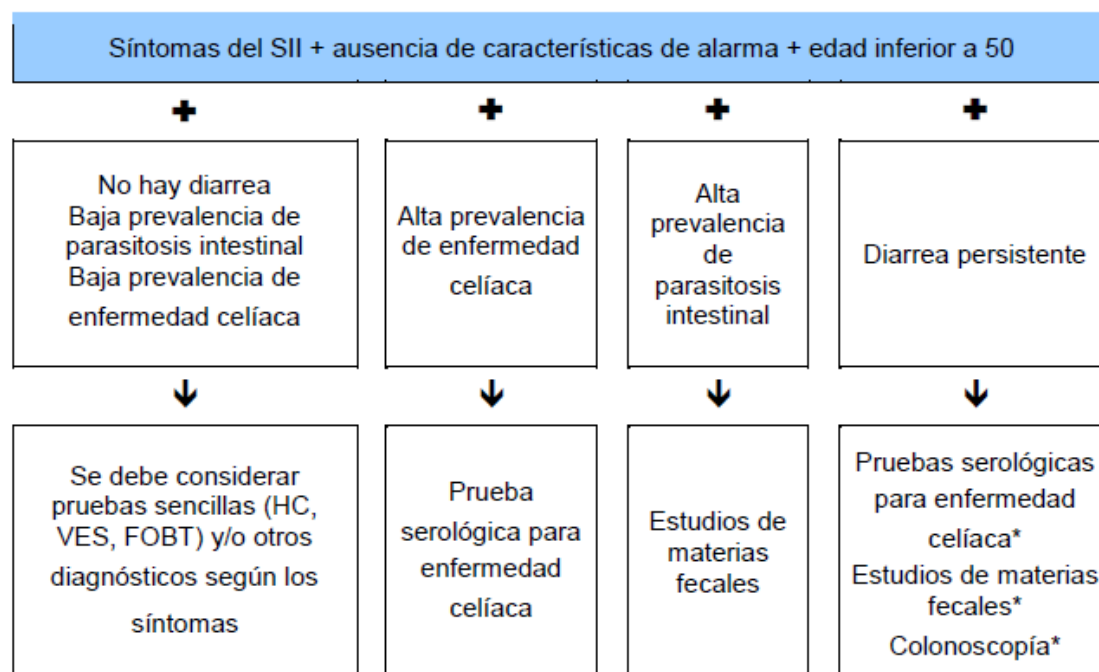 Síntomas del SII + ausencia de características de alarma + edad inferior a 50
+
+
+
+
No hay diarrea
Baja prevalencia de
parasitosis intestinal
Baja prevalencia de
enfermedad celíaca
Alta prevalencia
de enfermedad
celíaca
Alta
prevalencia
de
parasitosis
intestinal
Diarrea persistente
Se debe considerar
pruebas sencillas (HC,
VES, FOBT) y/o otros
diagnósticos según los
síntomas
Prueba
serológica para
enfermedad
celíaca
Estudios de
materias
fecales
Pruebas serológicas
para enfermedad
celíaca*
Estudios de materias
fecales*
Colonoscopía*